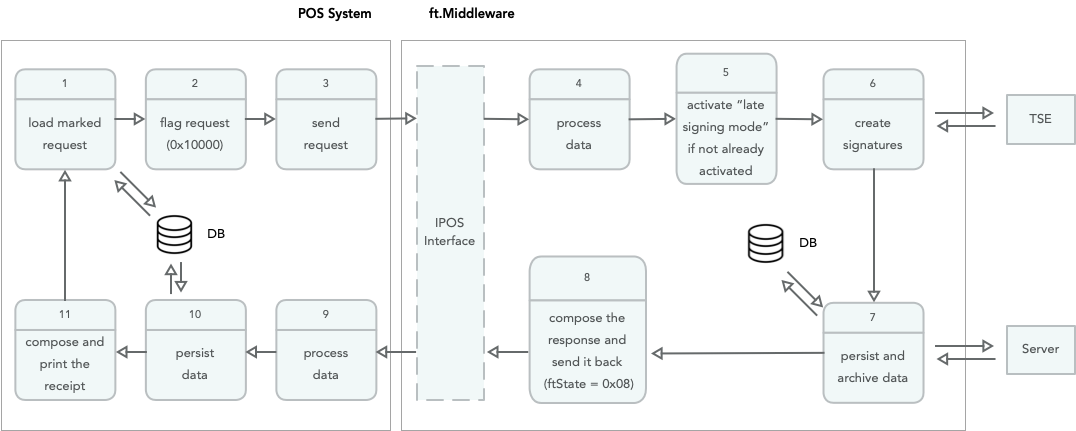 POS System
ft.Middleware
1
load marked
request
2
flag request
(0x10000)
3
send
request
IPOS
Interface
4
process
data
5
activate “late
signing mode”
if not already
activated
6
create
signatures
TSE
DB
DB
7
persist and
archive data
Server
8
compose the
response and
send it back
(ftState = 0x08)
9
process
data
10
persist
data
11
compose and
print the
receipt